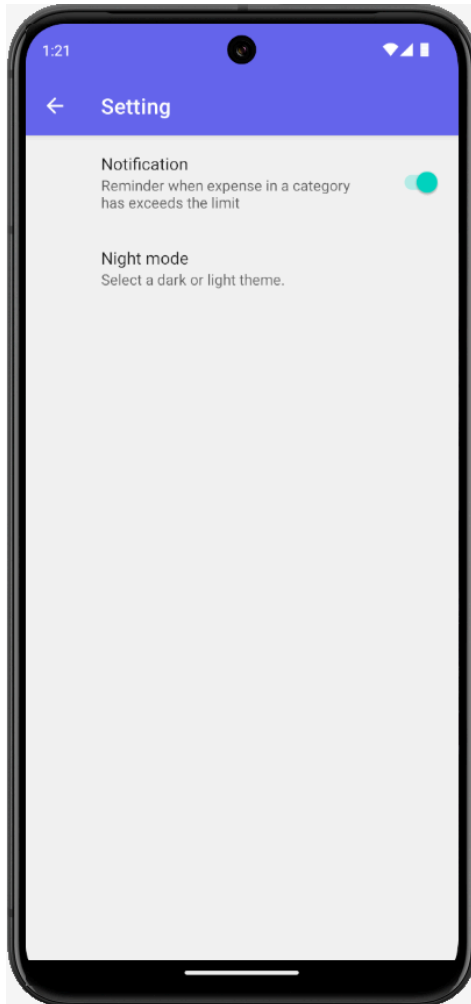 1:21
Setting
Notification
Reminder when expense in a category
has exceeds the limit
Night mode
Select a dark or light theme.